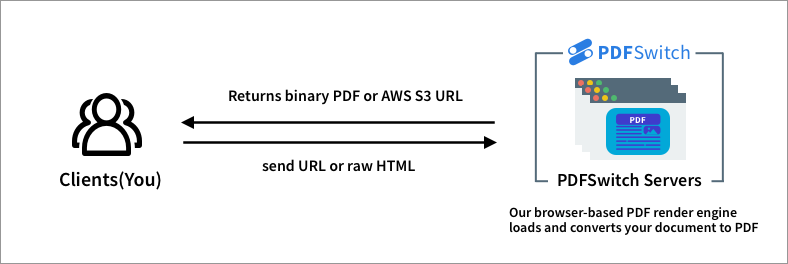 PDFSwitch
Returns binary PDF or AWS S3 URL
PDF
send URL or raw HTML
Clients(You)
PDFSwitch Servers
Our browser-based PDF render engine
loads and converts your document to PDF